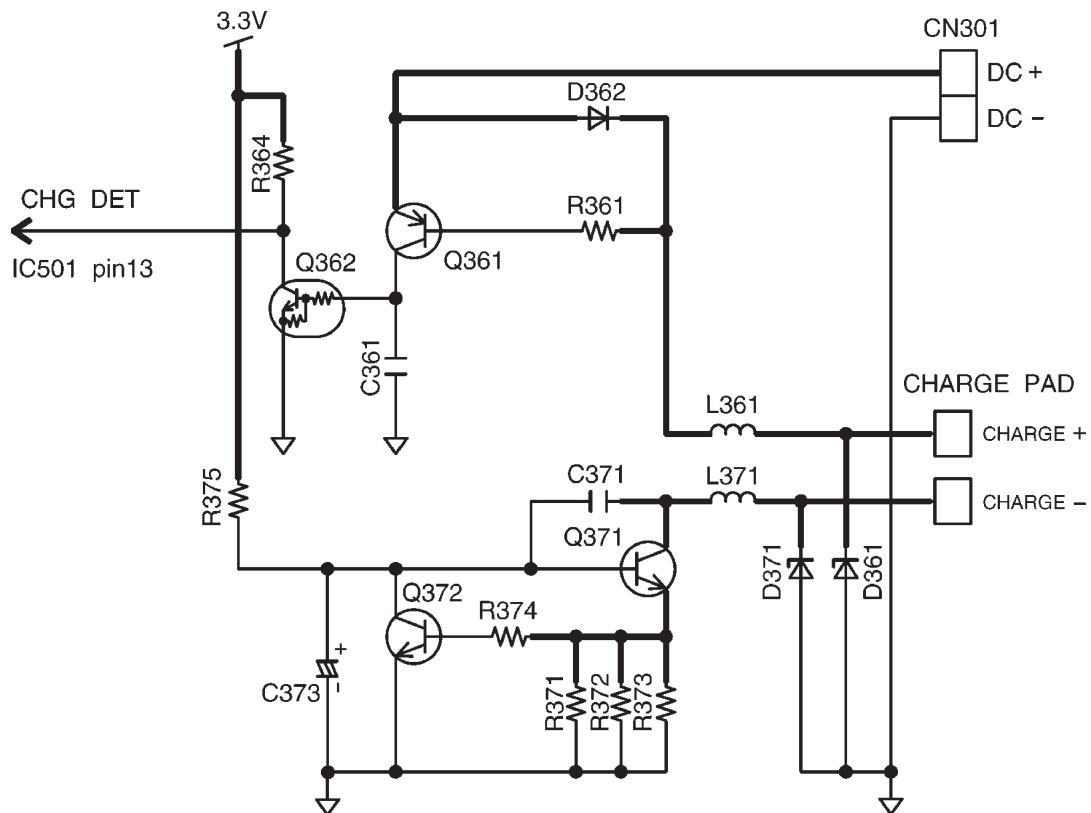 3.3V
CN301
DC +
D362
DC −
R364
CHG DET
R361
IC501 pin13
Q362
Q361
C361
CHARGE PAD
L361
CHARGE +
R375
C371
L371
CHARGE −
Q371
D371
D361
Q372
R374
+
C373
-
R371
R372
R373